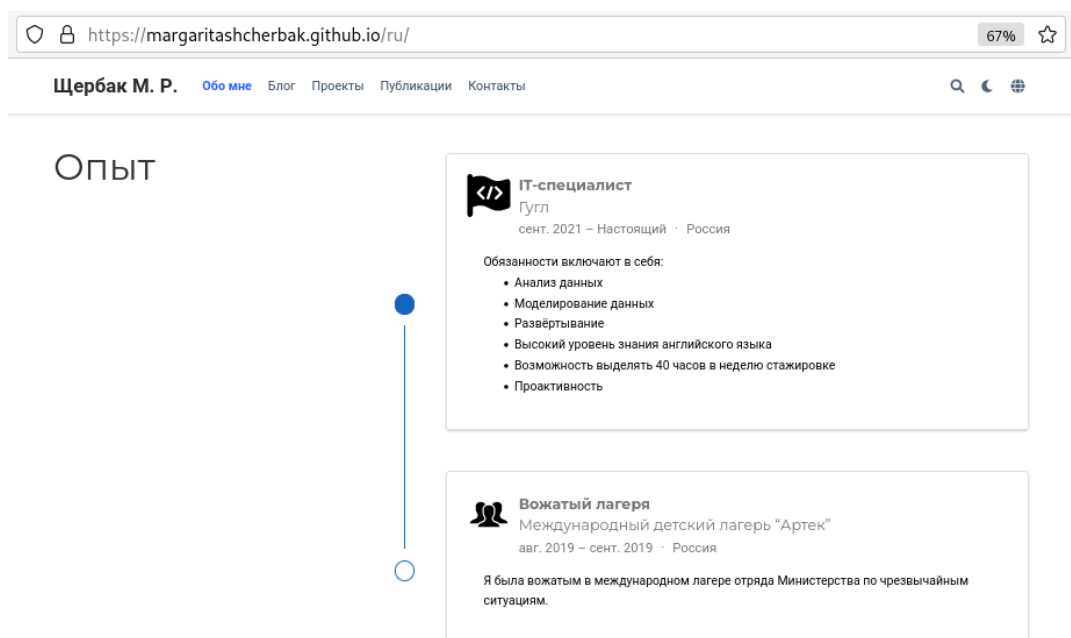 https://margaritashcherbak.github.io/ru/ 67%
Щербак М. Р. Обо мне Блог Проекты Публикации Контакты
Опыт
IT-специалист
Гугл
сент. 2021 – Настоящий · Россия
Обязанности включают в себя:
• Анализ данных
• Моделирование данных
• Развёртывание
• Высокий уровень знания английского языка
• Возможность выделять 40 часов в неделю стажировке
• Проактивность
Вожатый лагеря
Международный детский лагерь “Артек”
авг. 2019 – сент. 2019 · Россия
Я была вожатым в международном лагере отряда Министерства по чрезвычайным
ситуациям.